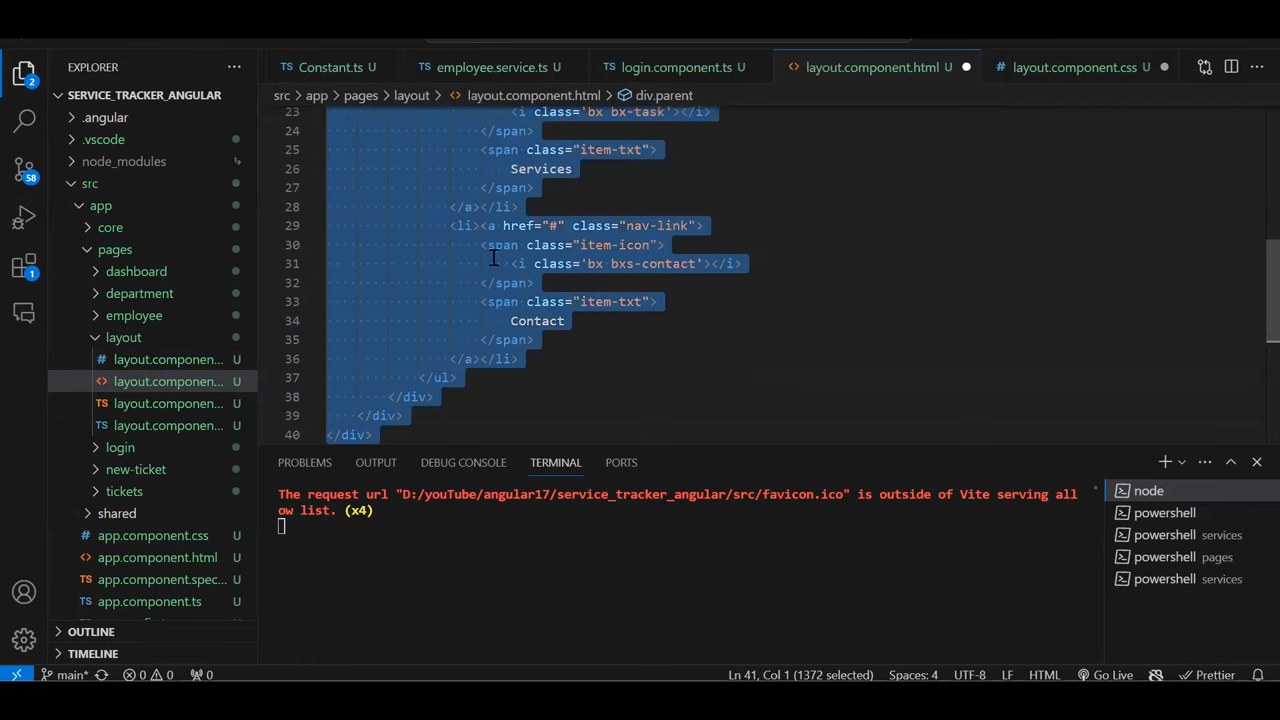 EXPLORER
SERVICE_TRACKER_ANGULAR
.angular
.vscode
node_modules
src
app
core
pages
dashboard
department
employee
layout
layout.componen... U
layout.componen... U
layout.componen... U
layout.componen... U
login
new-ticket
tickets
shared
app.component.css U
app.component.html U
app.component.spec... U
app.component.ts U
OUTLINE
TIMELINE
2
58
1
Constant.ts U
employee.service.ts U
login.component.ts U
layout.component.html U
layout.component.css U
src > app > pages > layout > layout.component.html > div.parent
23 <i class='bx bx-task'></i>
24 </span>
25 <span class="item-txt">
26 Services
27 </span>
28 </a></li>
29 <li><a href="#" class="nav-link">
30 <span class="item-icon">
31 <i class='bx bxs-contact'></i>
32 </span>
33 <span class="item-txt">
34 Contact
35 </span>
36 </a></li>
37 </ul>
38 </div>
39 </div>
40 </div>
PROBLEMS OUTPUT DEBUG CONSOLE TERMINAL PORTS
The request url "D:/youTube/angular17/service_tracker_angular/src/favicon.ico" is outside of Vite serving all
ow list. (x4)
node
powershell
powershell services
powershell pages
powershell services
main* 0 0 0 Ln 41, Col 1 (1372 selected) Spaces: 4 UTF-8 LF HTML Go Live Prettier